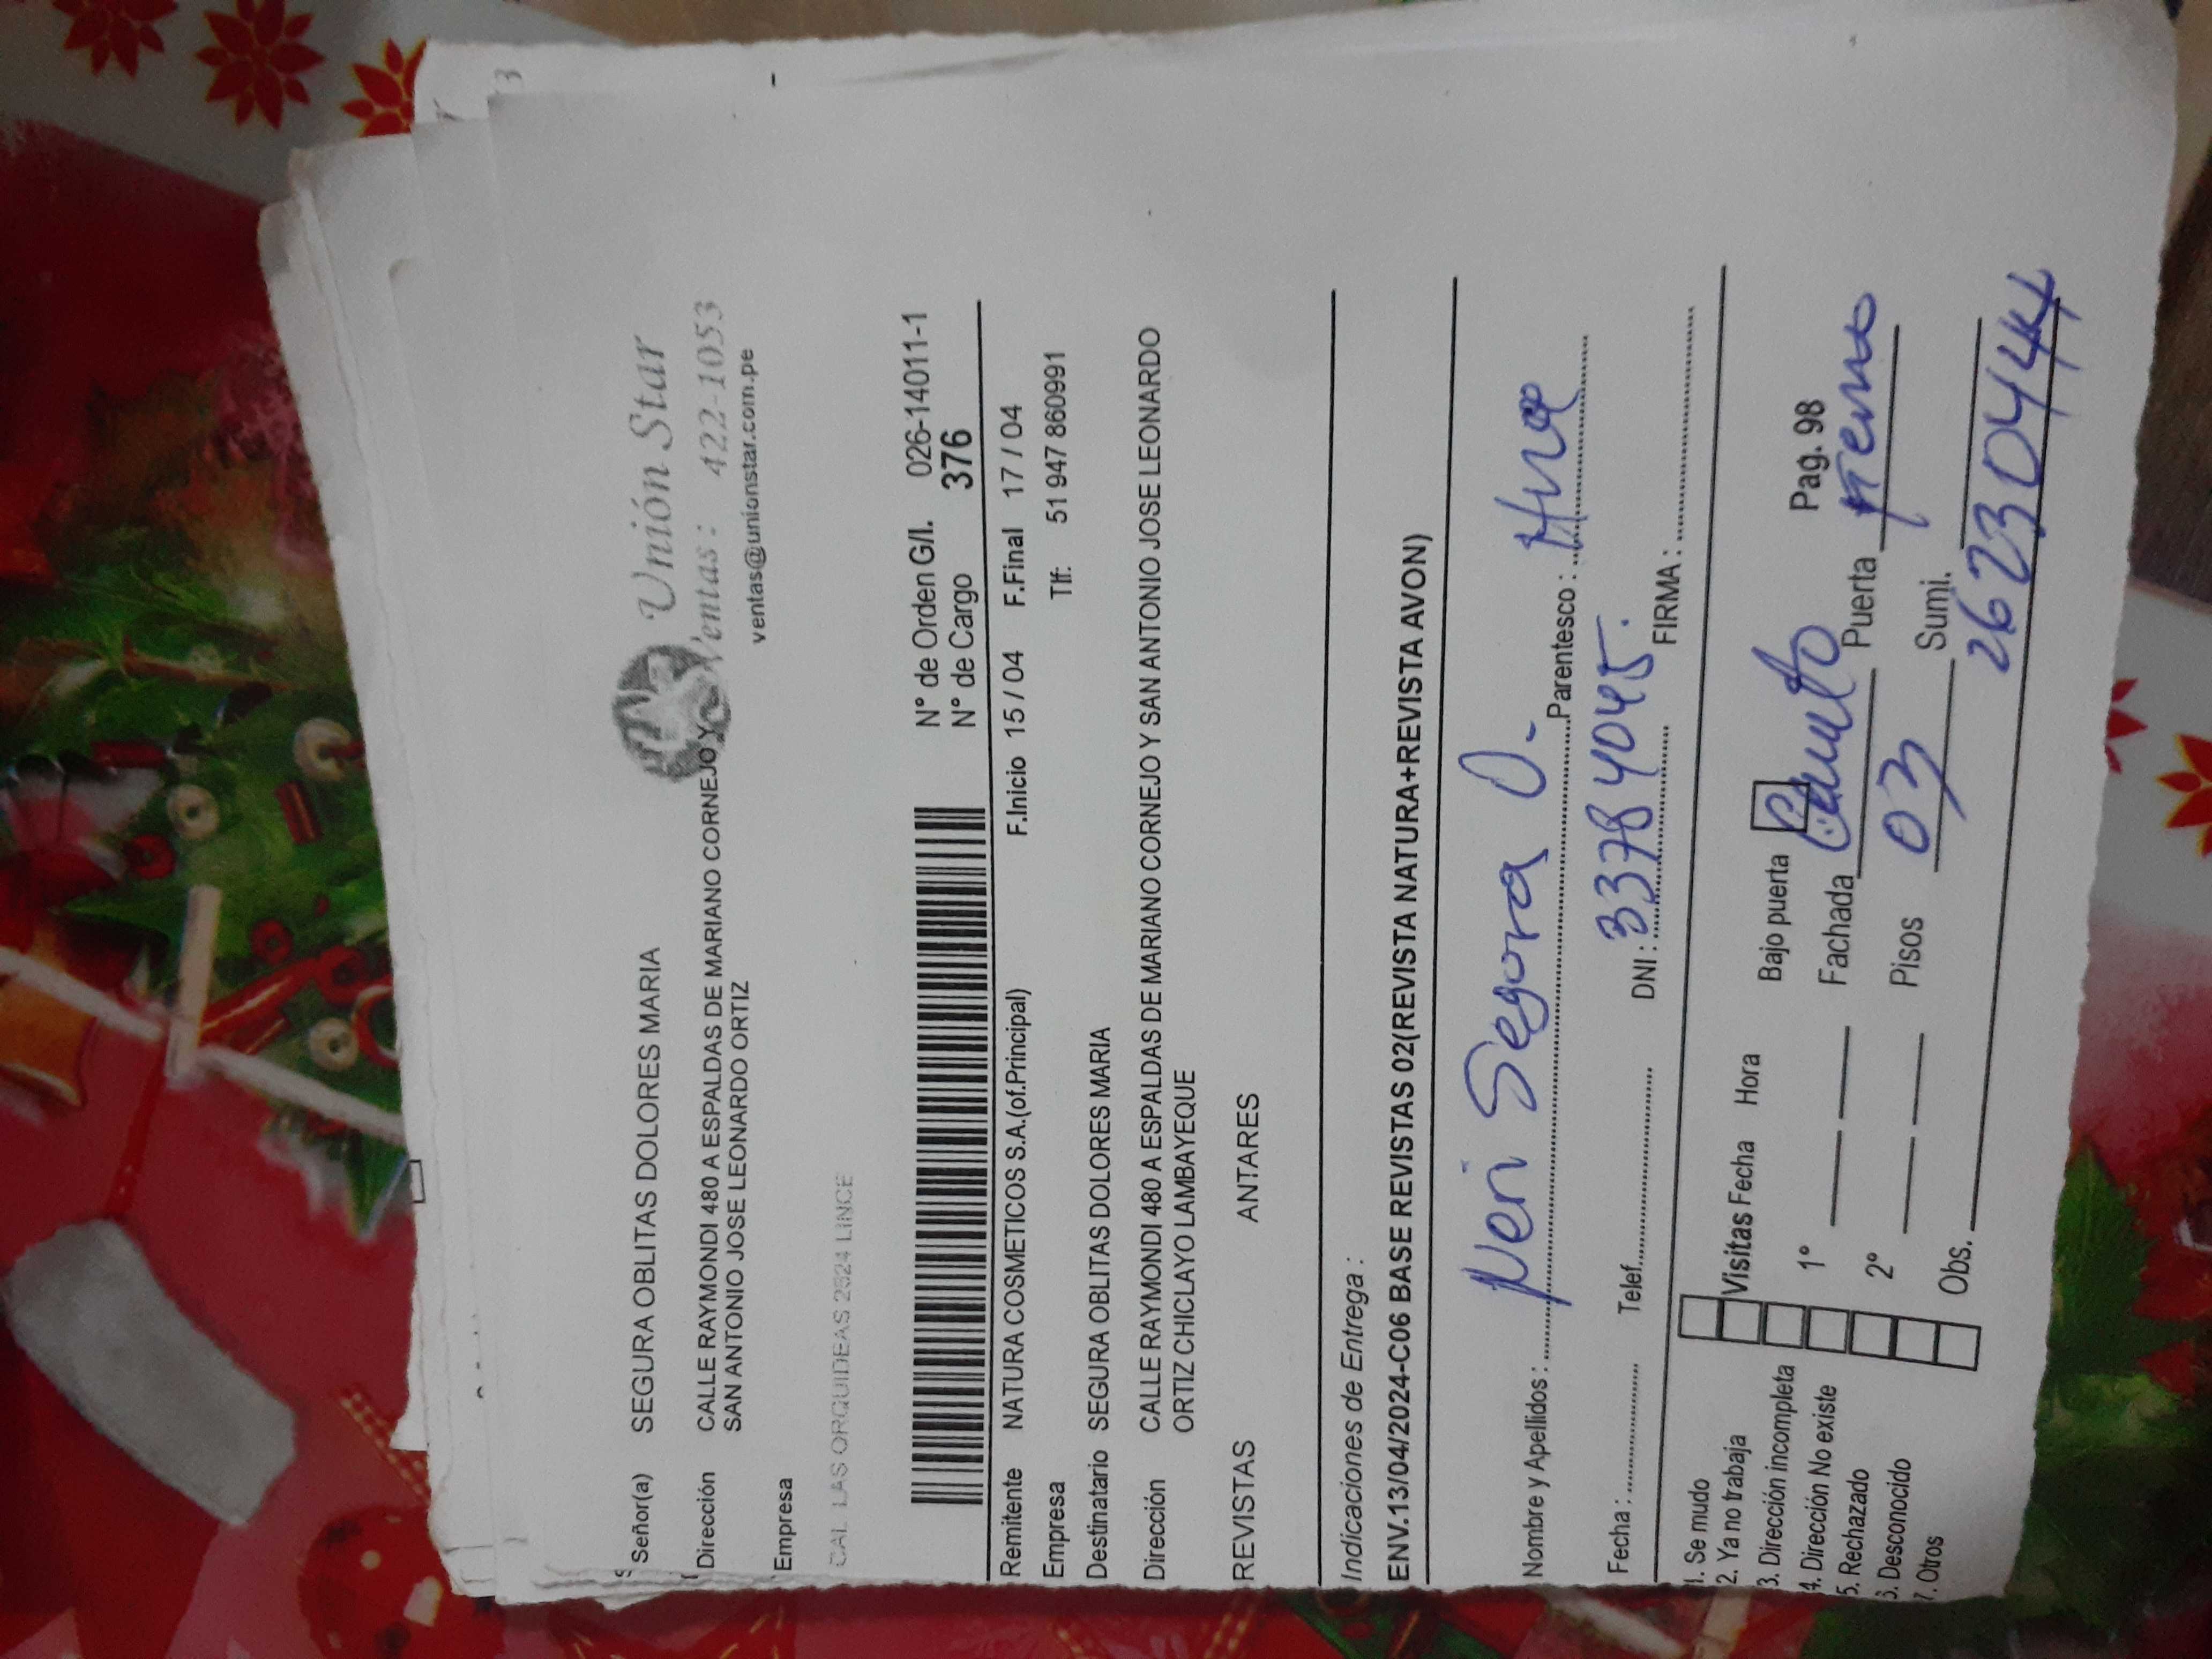 Unión Star
Ventas : 422-1053
ventas@unionstar.com.pe
Señor(a) SEGURA OBLITAS DOLORES MARIA
Dirección CALLE RAYMONDI 480 A ESPALDAS DE MARIANO CORNEJO Y
SAN ANTONIO JOSE LEONARDO ORTIZ
Empresa
CAL LAS ORQUIDEAS 2624 LINCE
N° de Orden G/I. 026-14011-1
N° de Cargo 376
Remitente NATURA COSMETICOS S.A.(of.Principal) F.Inicio 15 / 04 F.Final 17 / 04
Empresa Tlf: 51 947 860991
Destinatario SEGURA OBLITAS DOLORES MARIA
Dirección CALLE RAYMONDI 480 A ESPALDAS DE MARIANO CORNEJO Y SAN ANTONIO JOSE LEONARDO
ORTIZ CHICLAYO LAMBAYEQUE
REVISTAS ANTARES
Indicaciones de Entrega :
ENV.13/04/2024-C06 BASE REVISTAS 02(REVISTA NATURA+REVISTA AVON)
Nombre y Apellidos : Neri Segura O. Parentesco :
Fecha : Telef. DNI : 33784045. FIRMA :
1. Se mudo
2. Ya no trabaja
3. Dirección incompleta
4. Dirección No existe
5. Rechazado
6. Desconocido
7. Otros
Visitas Fecha Hora Bajo puerta Pag. 98
1° Fachada Puerta
2° Pisos 03 Sumi.
Obs. 26230444